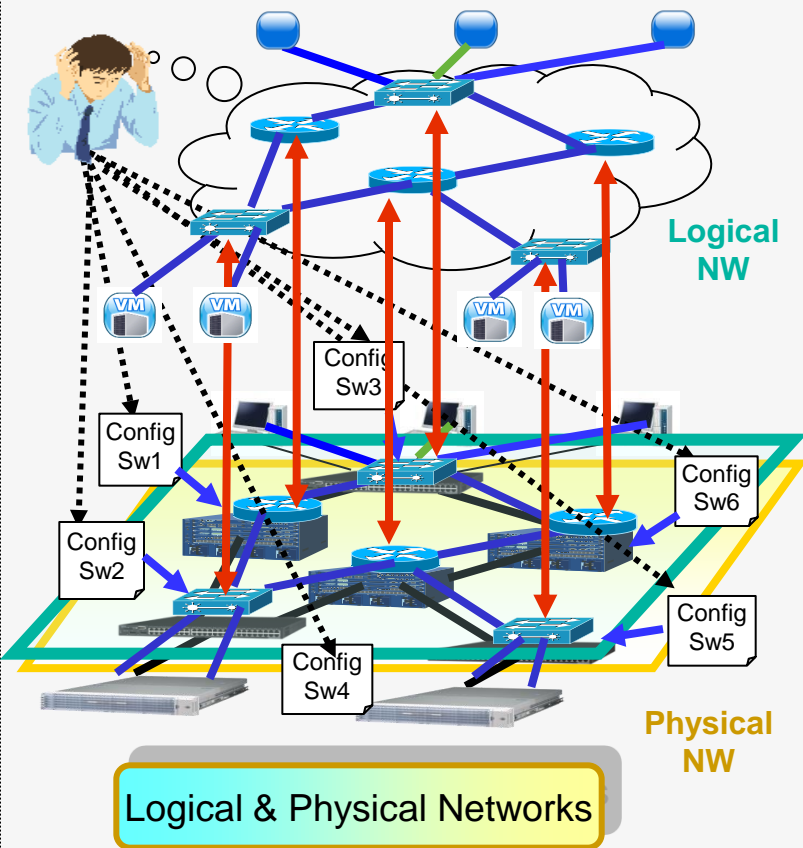 Logical
NW
VM
VM
VM
VM
Config
Sw3
Config
Sw1
Config
Sw6
Config
Sw2
Config
Sw5
Config
Sw4
Physical
NW
Logical & Physical Networks